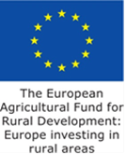 The European
Agricultural Fund for
Rural Development:
Europe investing in
rural areas